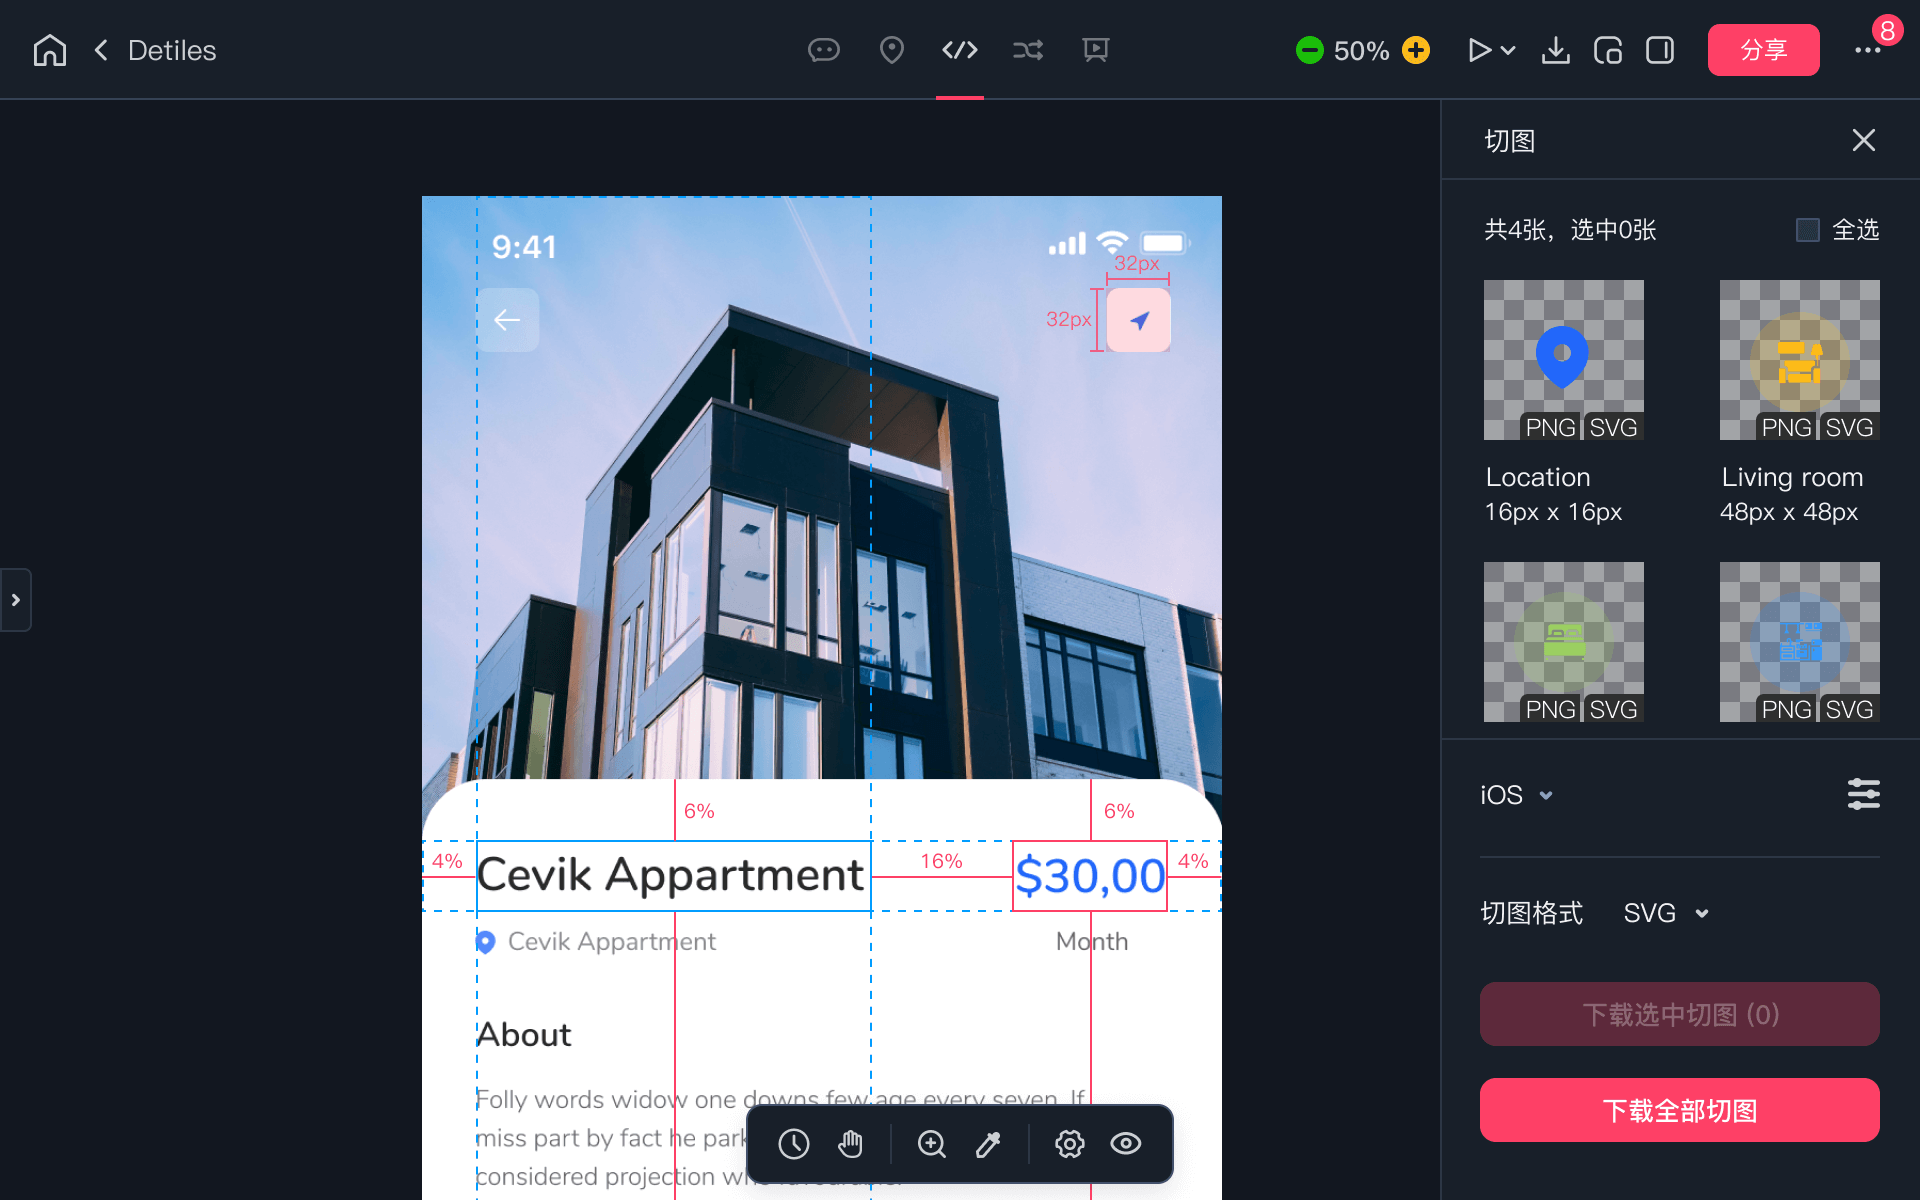 Detiles
50%
分享
8
切图
共4张，选中0张
全选
9:41
32px
32px
PNG SVG
PNG SVG
Location
16px x 16px
Living room
48px x 48px
PNG SVG
PNG SVG
iOS
切图格式
SVG
下载选中切图 (0)
下载全部切图
6%
6%
4%
Cevik Appartment
16%
$30,00
4%
Cevik Appartment
Month
About
Folly words widow one downs few age every seven. If
miss part by fact he park
considered projection